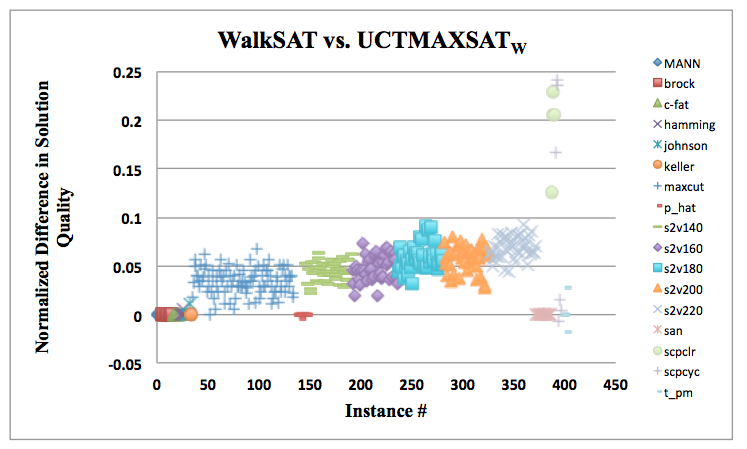 WalkSAT vs. UCTMAXSATW
Normalized Difference in Solution
Quality
0.25
0.2
0.15
0.1
0.05
0
-0.05
0 50 100 150 200 250 300 350 400 450
Instance #
MANN
brock
c-fat
hamming
johnson
keller
maxcut
p_hat
s2v140
s2v160
s2v180
s2v200
s2v220
san
scpclr
scpcyc
t_pm